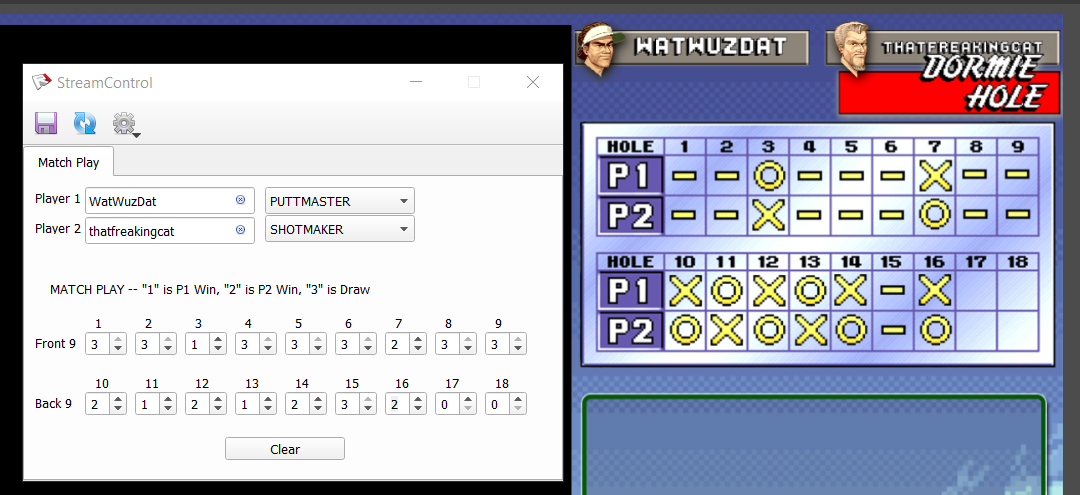 StreamControl
Match Play
Player 1 WatWuzDat PUTTMASTER
Player 2 thatfreakingcat SHOTMAKER
MATCH PLAY -- "1" is P1 Win, "2" is P2 Win, "3" is Draw
1 2 3 4 5 6 7 8 9
Front 9 3 3 1 3 3 3 2 3 3
10 11 12 13 14 15 16 17 18
Back 9 2 1 2 1 2 3 2 0 0
Clear
WATWUZDAT
THATFREAKINGCAT
DORMIE
HOLE
HOLE 1 2 3 4 5 6 7 8 9
P1 - - O - - - X - -
P2 - - X - - - O - -
HOLE 10 11 12 13 14 15 16 17 18
P1 X O X O X - X
P2 O X O X O - O